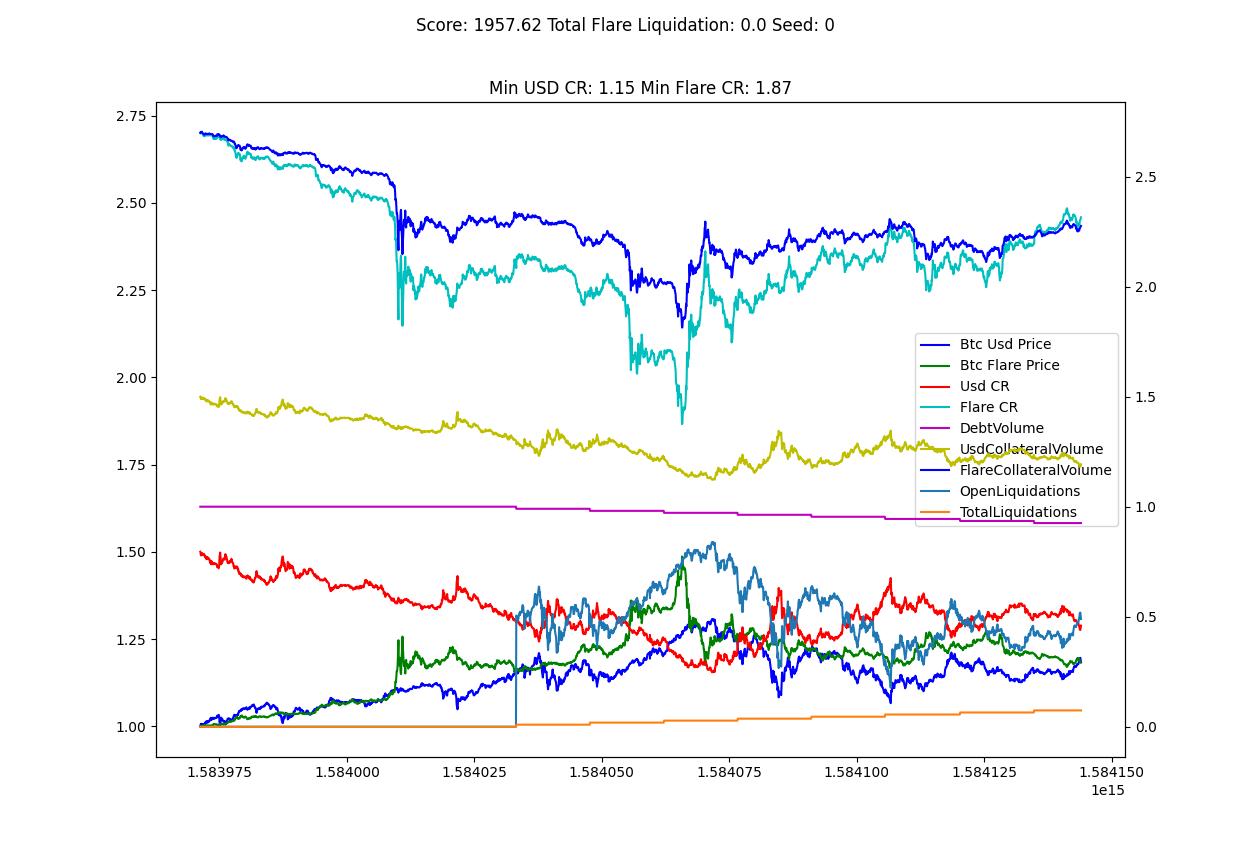 Score: 1957.62 Total Flare Liquidation: 0.0 Seed: 0
Min USD CR: 1.15 Min Flare CR: 1.87
2.75
2.50
2.25
2.00
1.75
1.50
1.25
1.00
2.5
2.0
1.5
1.0
0.5
0.0
Btc Usd Price
Btc Flare Price
Usd CR
Flare CR
DebtVolume
UsdCollateralVolume
FlareCollateralVolume
OpenLiquidations
TotalLiquidations
1.583975 1.584000 1.584025 1.584050 1.584075 1.584100 1.584125 1.584150
1e15